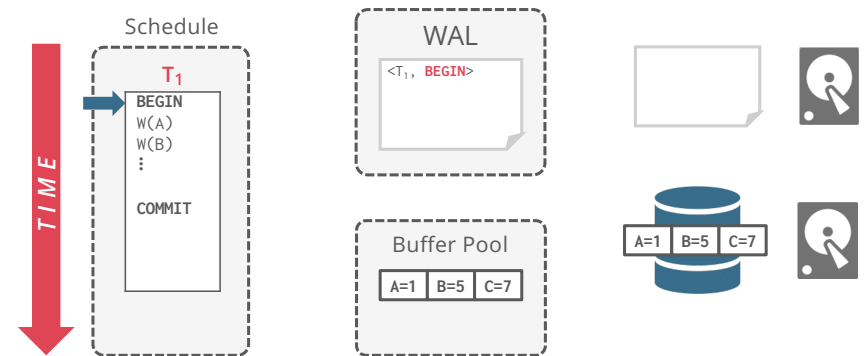 Schedule
TIME
T₁
BEGIN
W(A)
W(B)
⋮
COMMIT
WAL
<T₁, BEGIN>
Buffer Pool
A=1 B=5 C=7
A=1 B=5 C=7